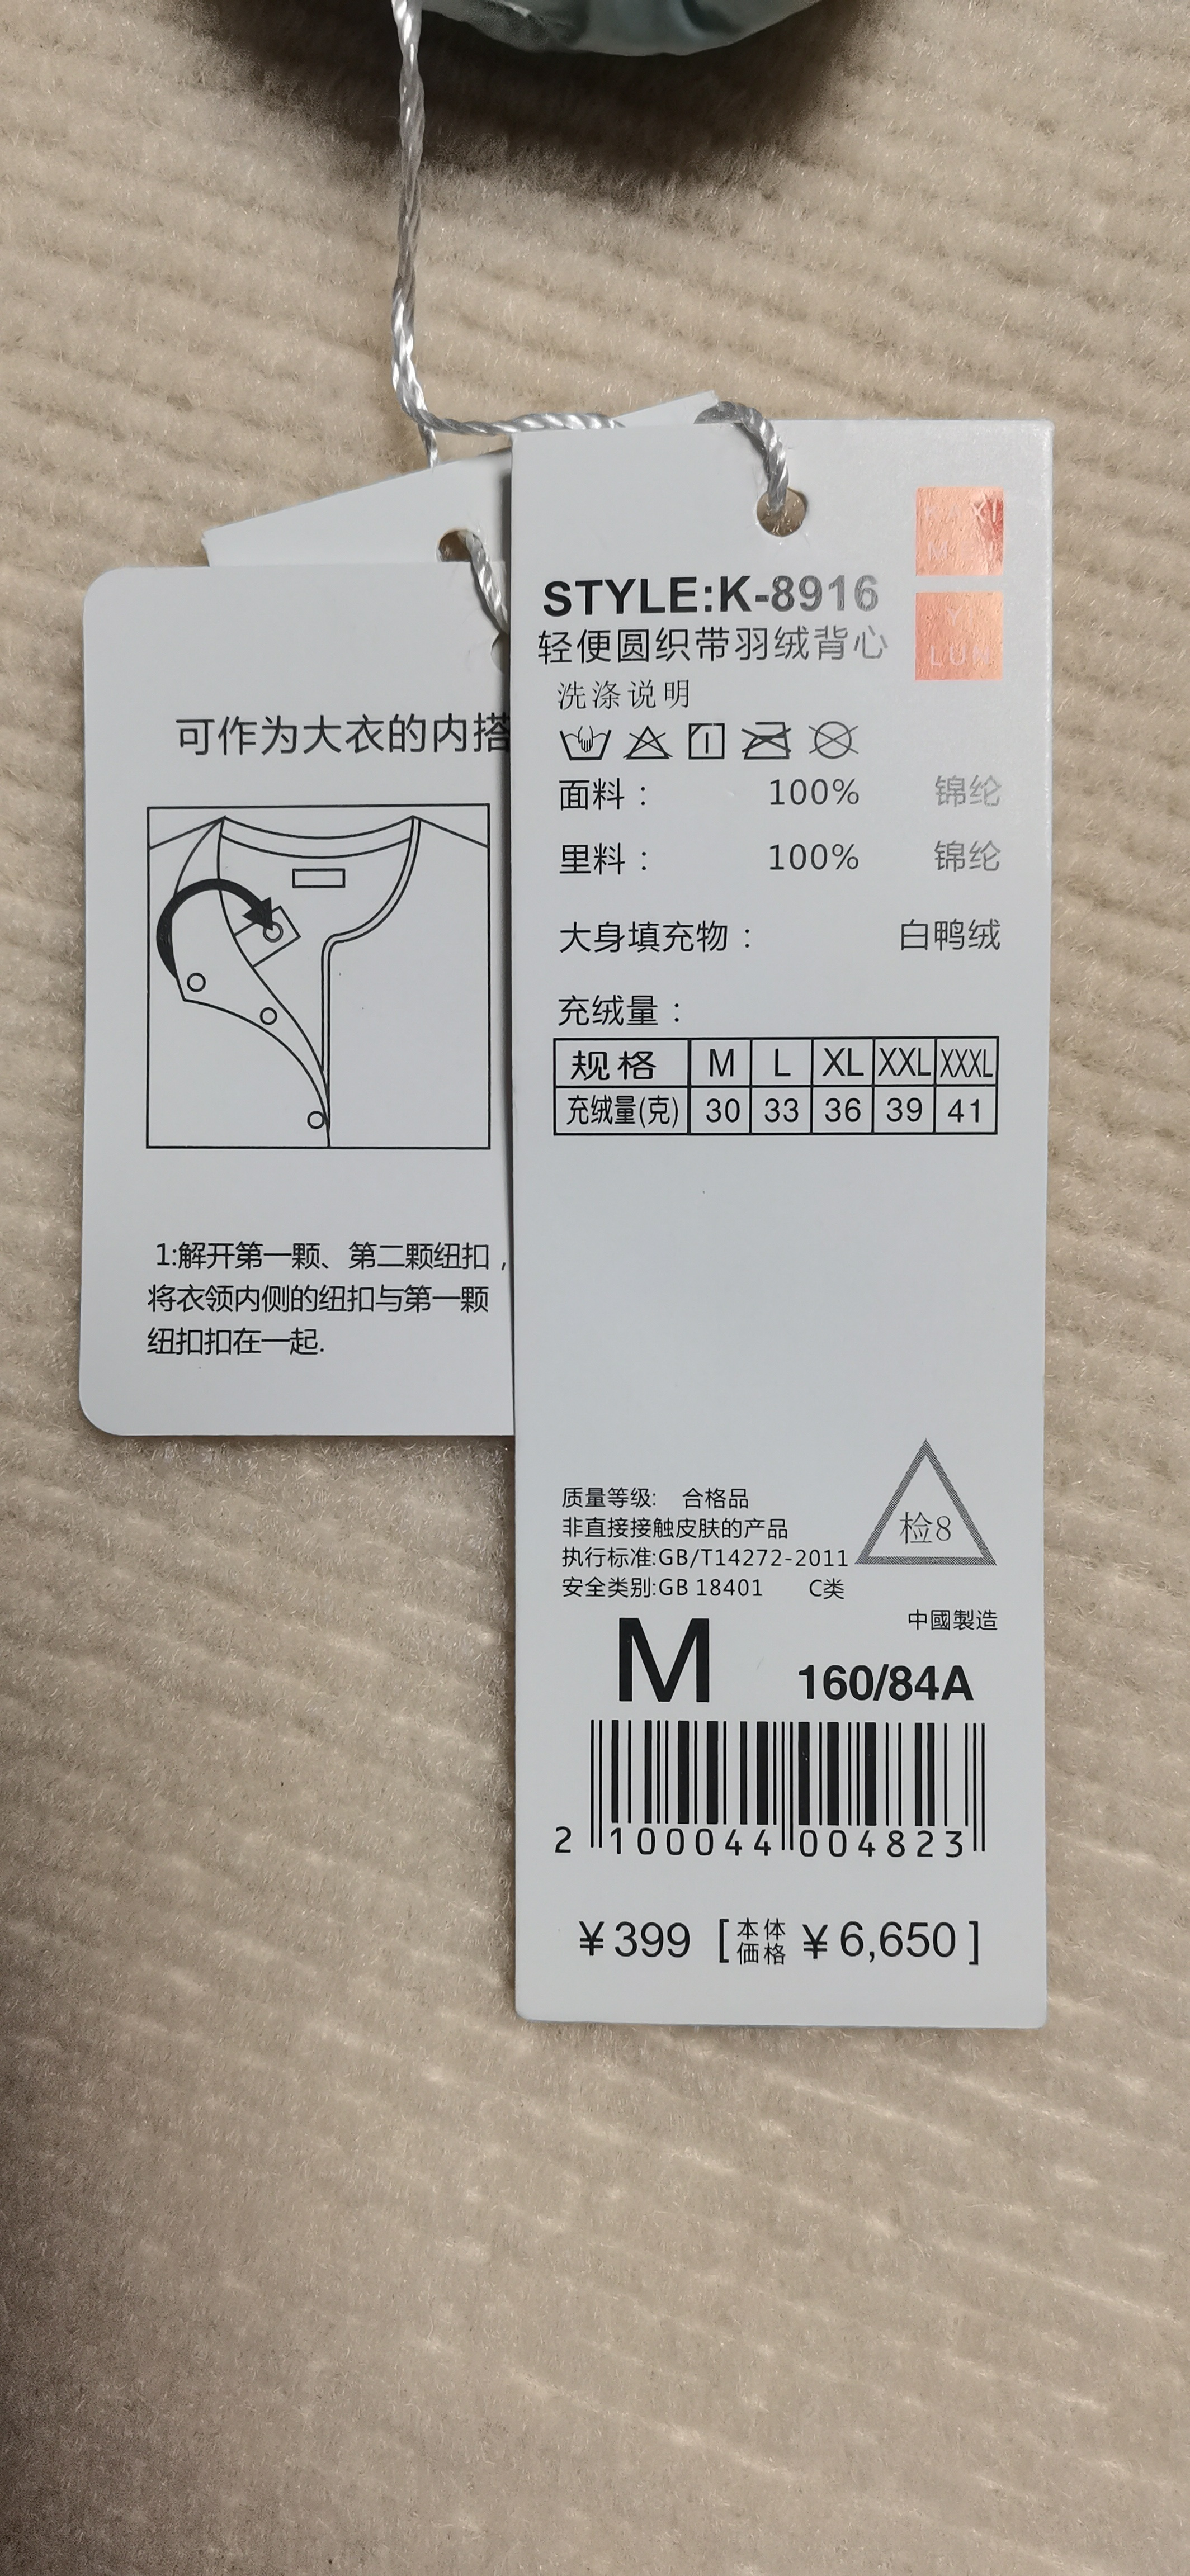 可作为大衣的内搭
1:解开第一颗、第二颗纽扣，
将衣领内侧的纽扣与第一颗
纽扣扣在一起.
STYLE:K-8916
轻便圆织带羽绒背心
洗涤说明
面料： 100% 锦纶
里料： 100% 锦纶
大身填充物： 白鸭绒
充绒量：
规格 M L XL XXL XXXL
充绒量(克) 30 33 36 39 41
质量等级: 合格品
非直接接触皮肤的产品
执行标准:GB/T14272-2011
安全类别:GB 18401 C类
检8
中國製造
M 160/84A
2 100044 004823
¥399 [本体価格 ¥6,650]